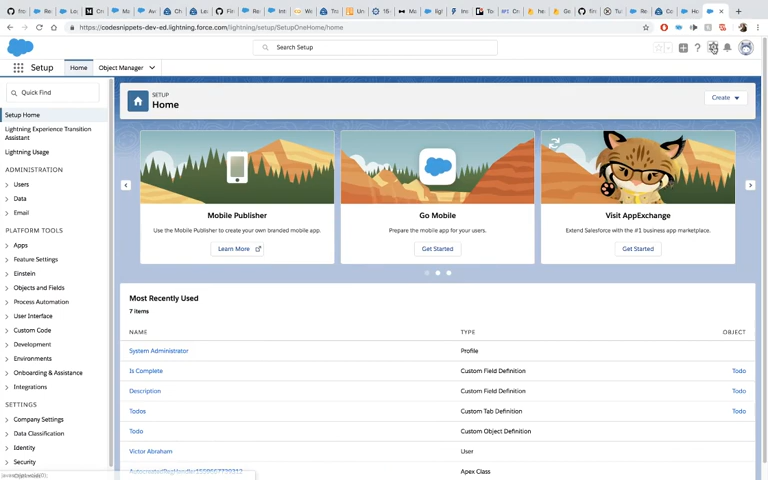 https://codesnippets-dev-ed.lightning.force.com/lightning/setup/SetupOneHome/home
Search Setup
Setup
Home
Object Manager
Quick Find
Setup Home
Lightning Experience Transition
Assistant
Lightning Usage
ADMINISTRATION
Users
Data
Email
PLATFORM TOOLS
Apps
Feature Settings
Einstein
Objects and Fields
Process Automation
User Interface
Custom Code
Development
Environments
Onboarding & Assistance
Integrations
SETTINGS
Company Settings
Data Classification
Identity
Security
SETUP
Home
Create
Mobile Publisher
Use the Mobile Publisher to create your own branded mobile app.
Learn More
Go Mobile
Prepare the mobile app for your users.
Get Started
Visit AppExchange
Extend Salesforce with the #1 business app marketplace.
Get Started
Most Recently Used
7 items
NAME TYPE OBJECT
System Administrator Profile
Is Complete Custom Field Definition Todo
Description Custom Field Definition Todo
Todos Custom Tab Definition Todo
Todo Custom Object Definition
Victor Abraham User
Apex Class